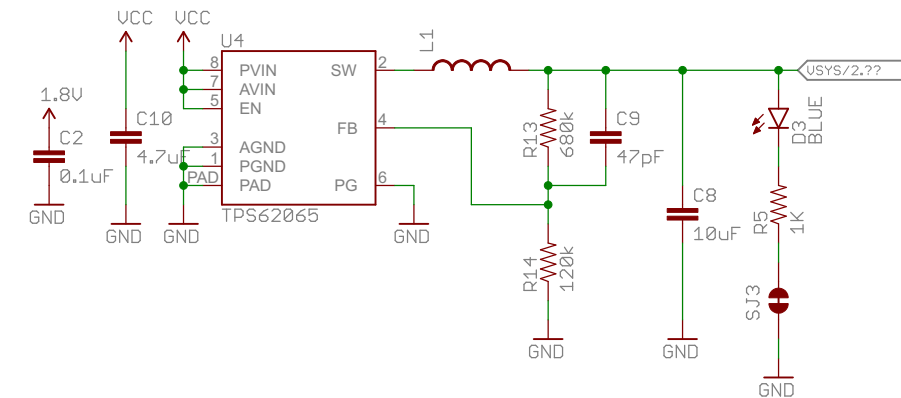 VCC
VCC
U4
L1
8
PVIN
SW
2
7
AVIN
5
EN
FB
4
3
AGND
1
PGND
PAD
PAD
PG
6
TPS62065
VSYS/2.??
1.8V
C2
0.1uF
GND
C10
4.7uF
GND
GND
GND
R13
680k
C9
47pF
R14
120k
GND
C8
10uF
GND
D3
BLUE
R5
1K
SJ3
GND